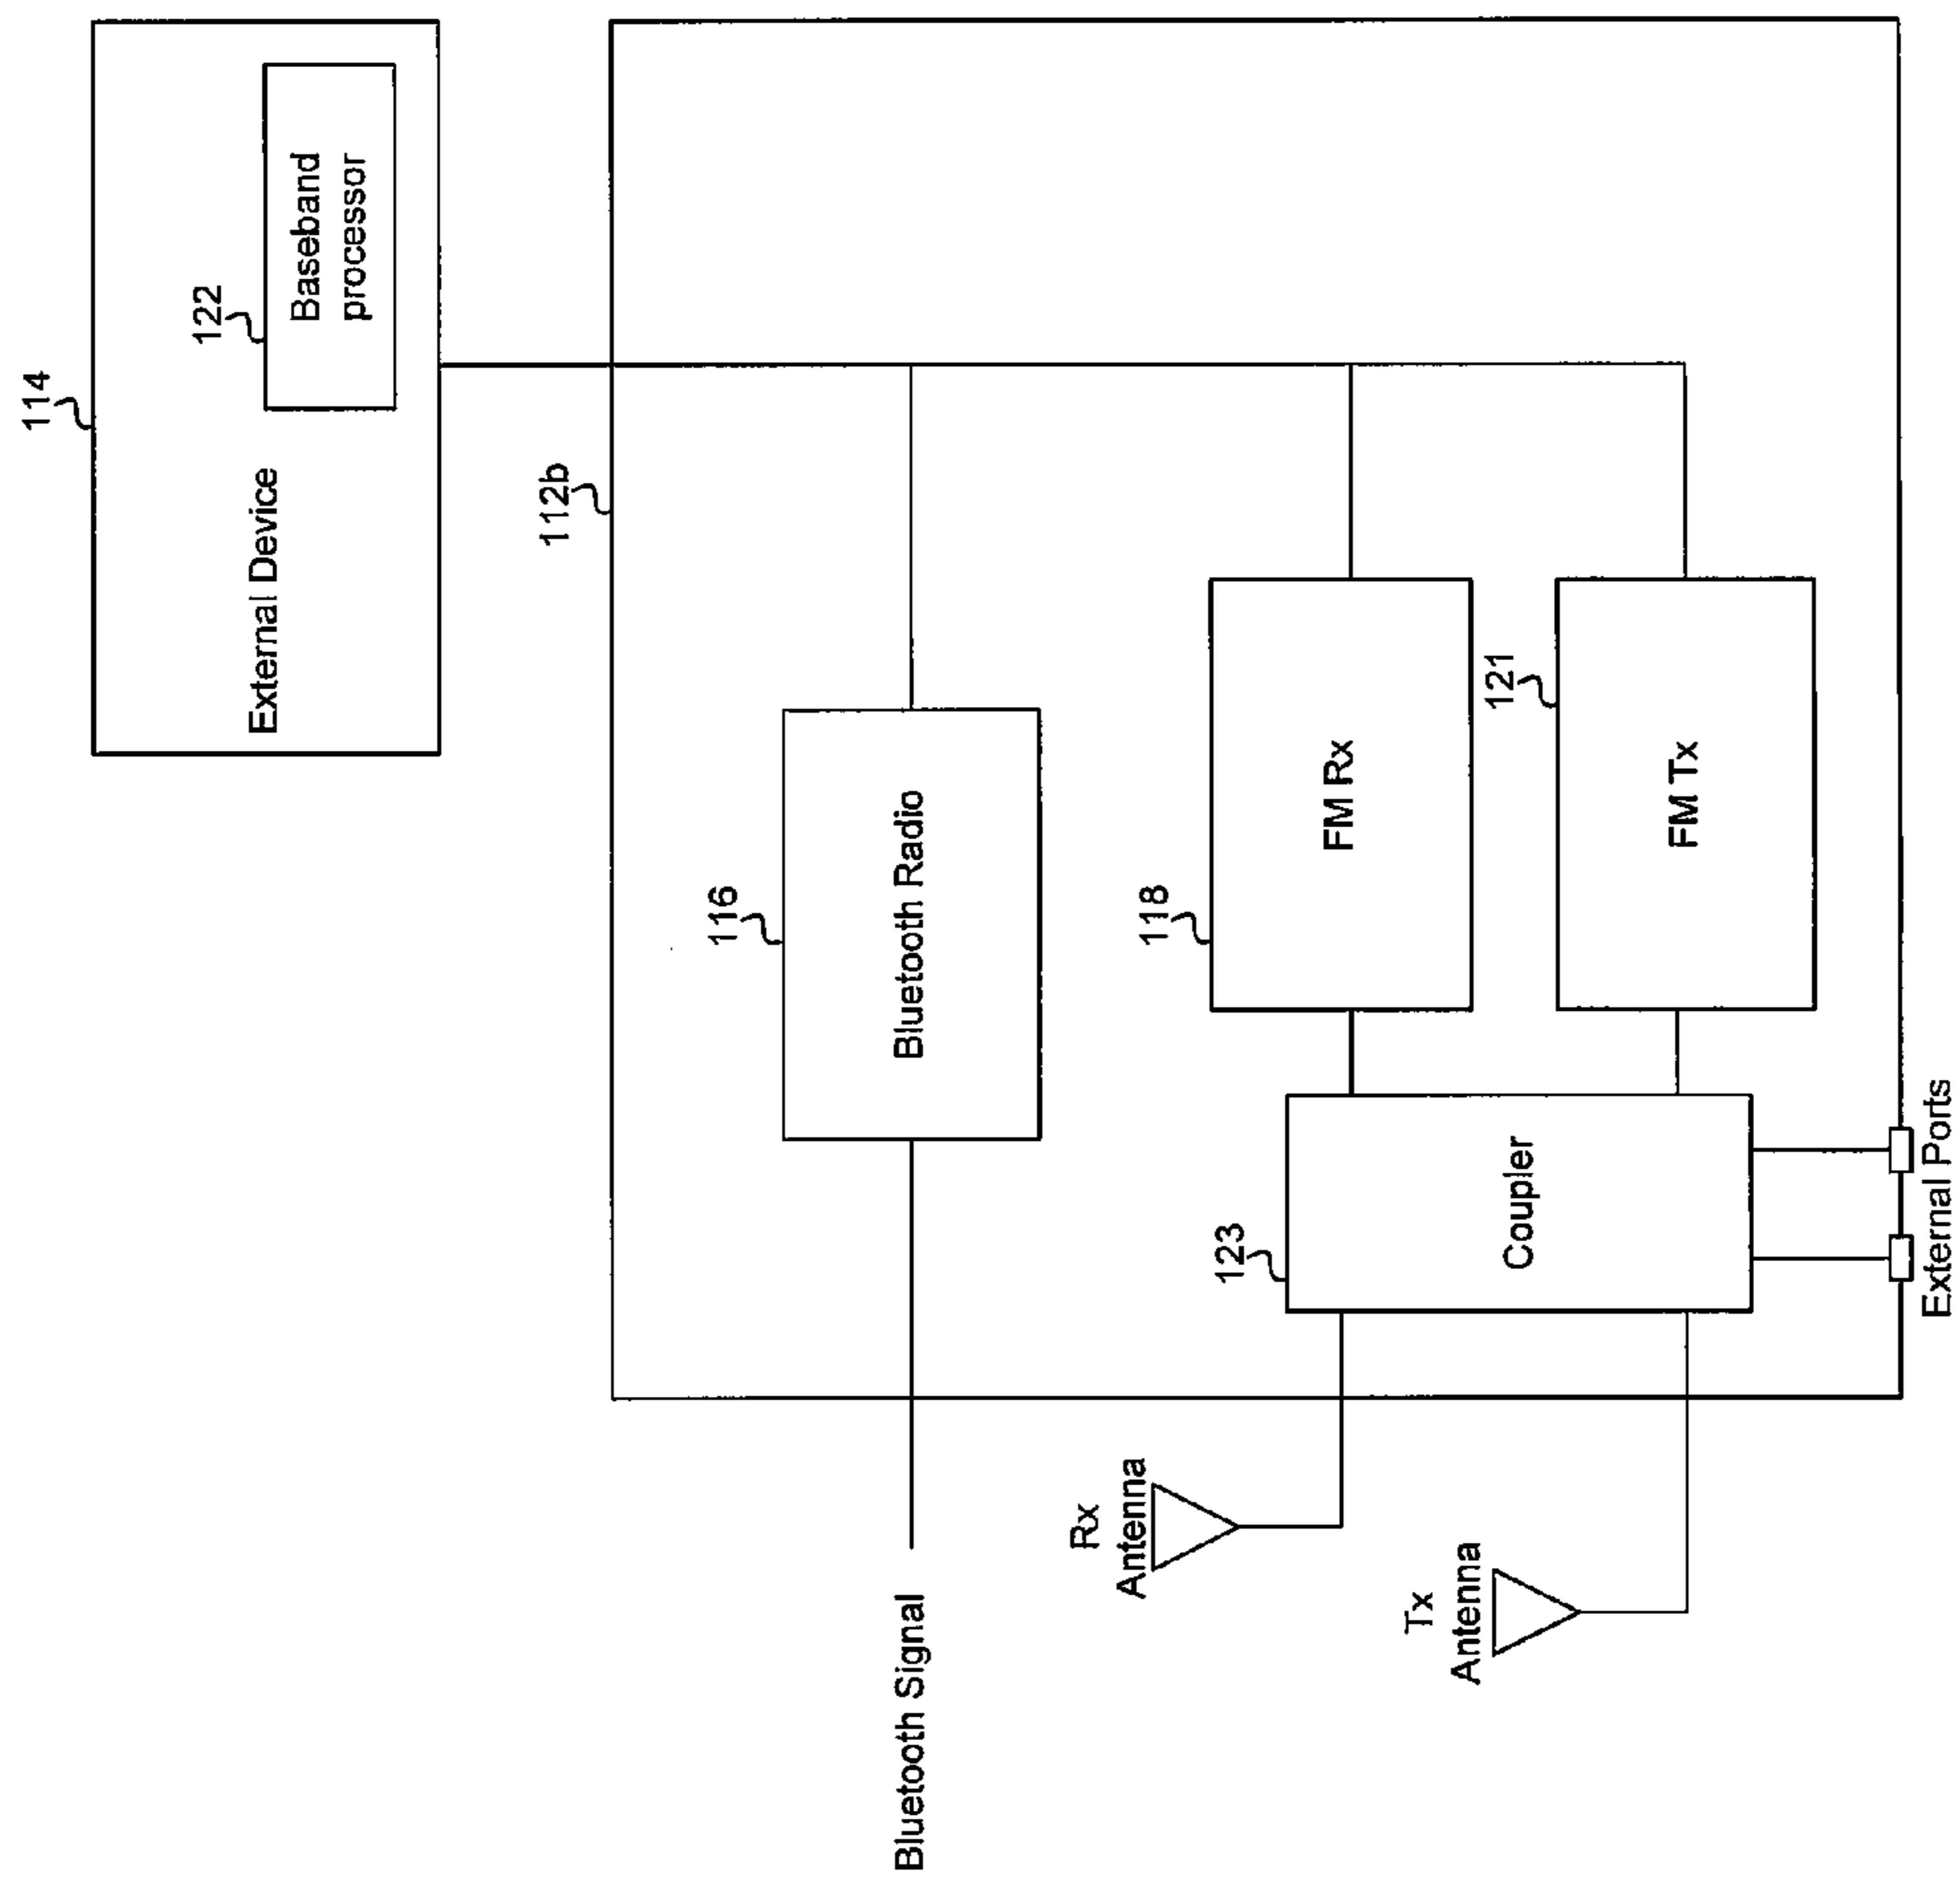 114
122
External Device
Baseband
processor
112b
116
Bluetooth Radio
Bluetooth Signal
118
FM Rx
121
FM Tx
123
Coupler
Rx
Antenna
Tx
Antenna
External Ports